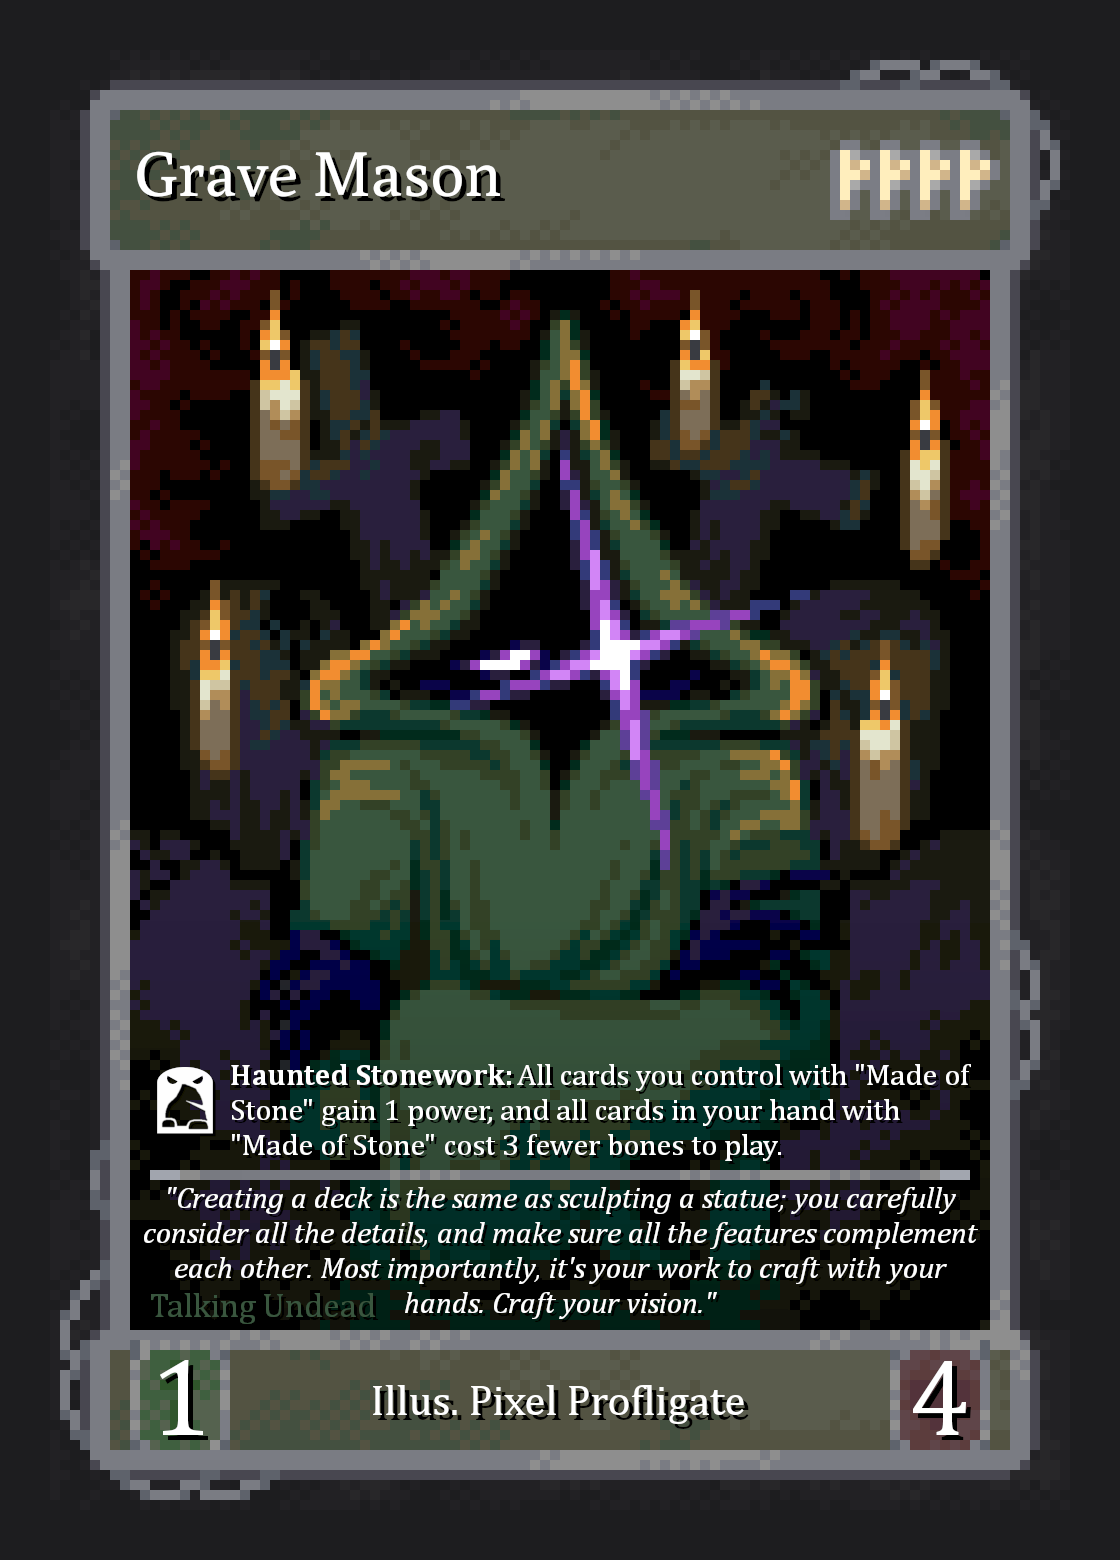 Grave Mason
Haunted Stonework: All cards you control with "Made of
Stone" gain 1 power, and all cards in your hand with
"Made of Stone" cost 3 fewer bones to play.
"Creating a deck is the same as sculpting a statue; you carefully
consider all the details, and make sure all the features complement
each other. Most importantly, it's your work to craft with your
hands. Craft your vision."
Talking Undead
1
Illus. Pixel Profligate
4